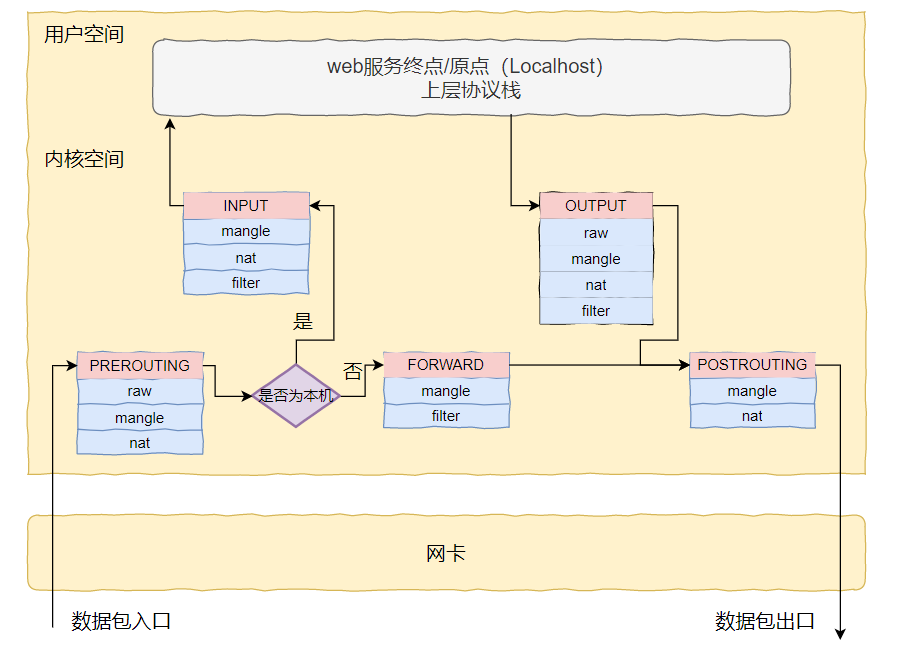 用户空间
web服务终点/原点（Localhost）
上层协议栈
内核空间
INPUT
mangle
nat
filter
OUTPUT
raw
mangle
nat
filter
是
否
PREROUTING
raw
mangle
nat
是否为本机
FORWARD
mangle
filter
POSTROUTING
mangle
nat
网卡
数据包入口
数据包出口